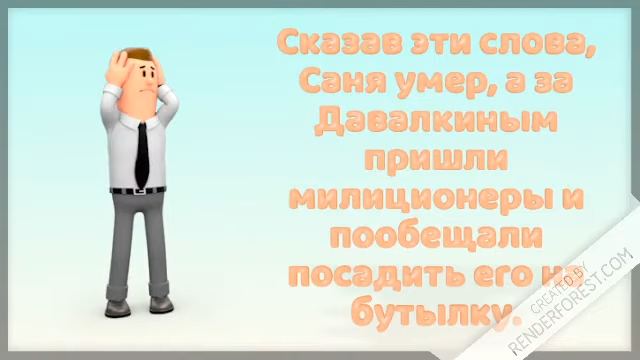 Сказав эти слова,
Саня умер, а за
Давалкиным
пришли
милиционеры и
пообещали
посадить его на
бутылку.
CREATED BY
RENDERFOREST.COM